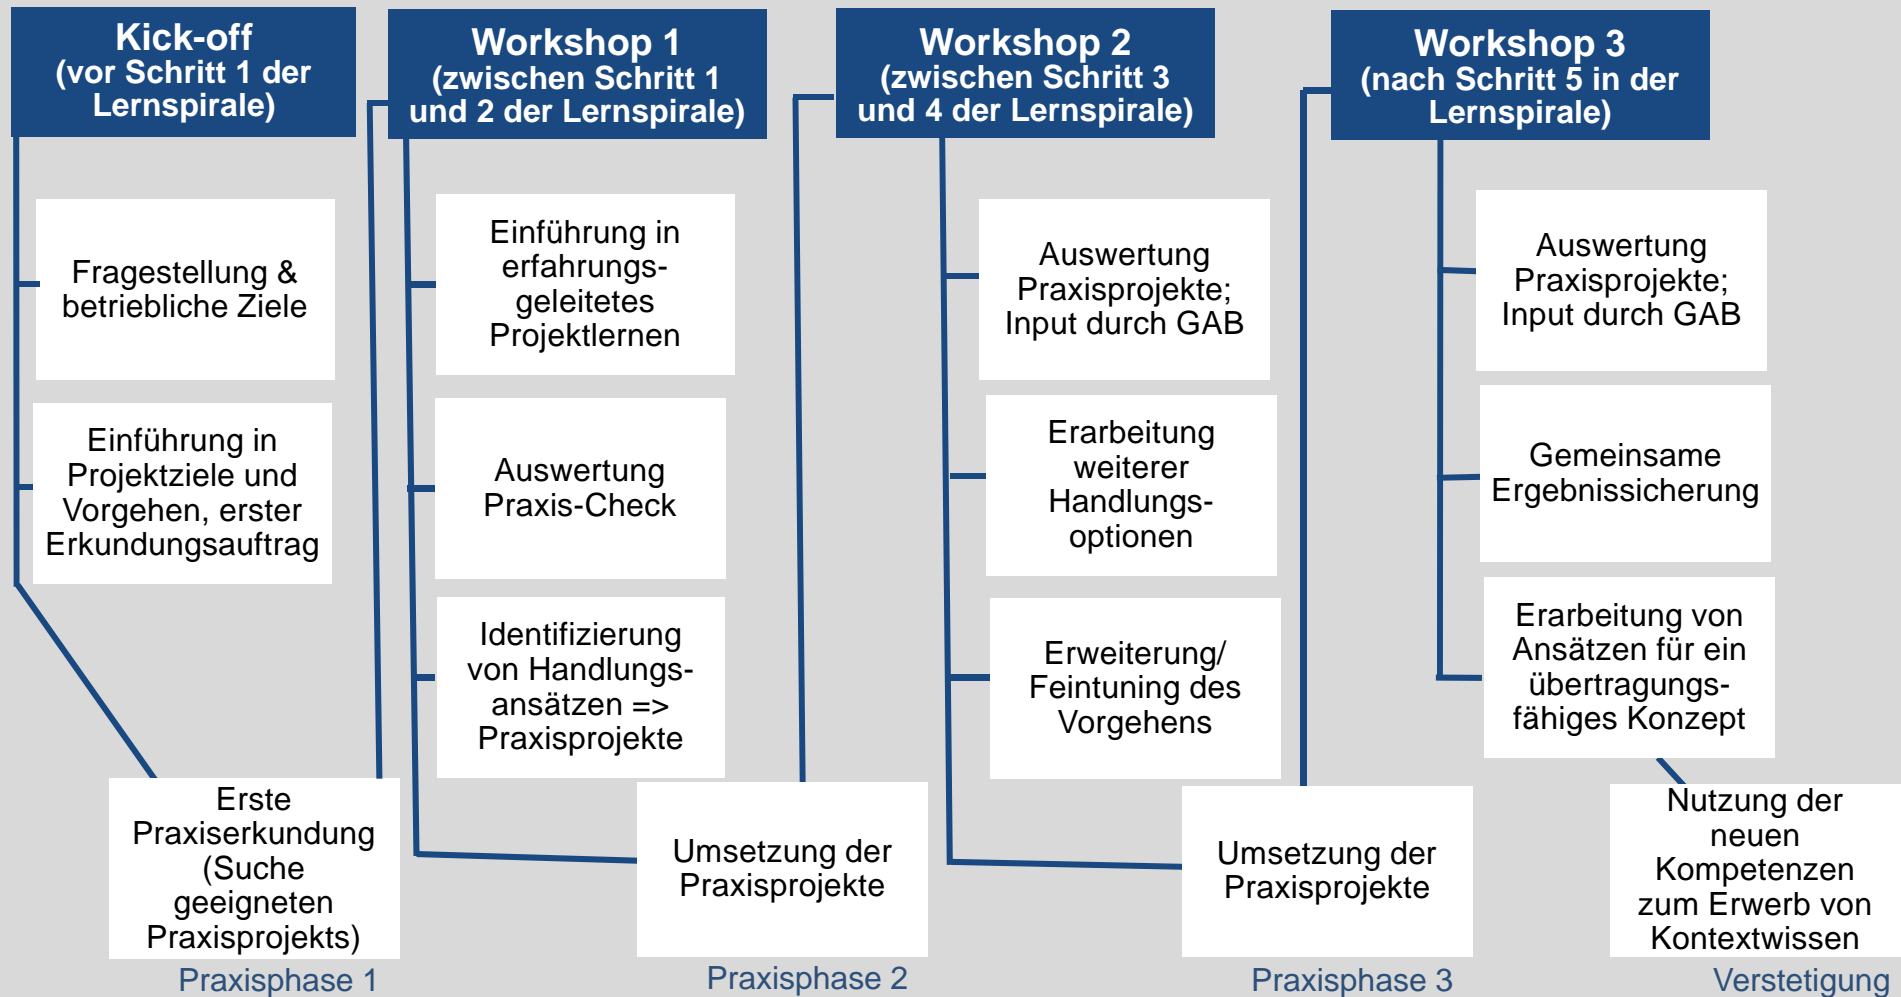 Kick-off
(vor Schritt 1 der
Lernspirale)
Fragestellung &
betriebliche Ziele
Einführung in
Projektziele und
Vorgehen, erster
Erkundungsauftrag
Erste
Praxiserkundung
(Suche
geeigneten
Praxisprojekts)
Praxisphase 1
Workshop 1
(zwischen Schritt 1
und 2 der Lernspirale)
Einführung in
erfahrungs-
geleitetes
Projektlernen
Auswertung
Praxis-Check
Identifizierung
von Handlungs-
ansätzen =>
Praxisprojekte
Umsetzung der
Praxisprojekte
Praxisphase 2
Workshop 2
(zwischen Schritt 3
und 4 der Lernspirale)
Auswertung
Praxisprojekte;
Input durch GAB
Erarbeitung
weiterer
Handlungs-
optionen
Erweiterung/
Feintuning des
Vorgehens
Umsetzung der
Praxisprojekte
Praxisphase 3
Workshop 3
(nach Schritt 5 in der
Lernspirale)
Auswertung
Praxisprojekte;
Input durch GAB
Gemeinsame
Ergebnissicherung
Erarbeitung von
Ansätzen für ein
übertragungs-
fähiges Konzept
Nutzung der
neuen
Kompetenzen
zum Erwerb von
Kontextwissen
Verstetigung